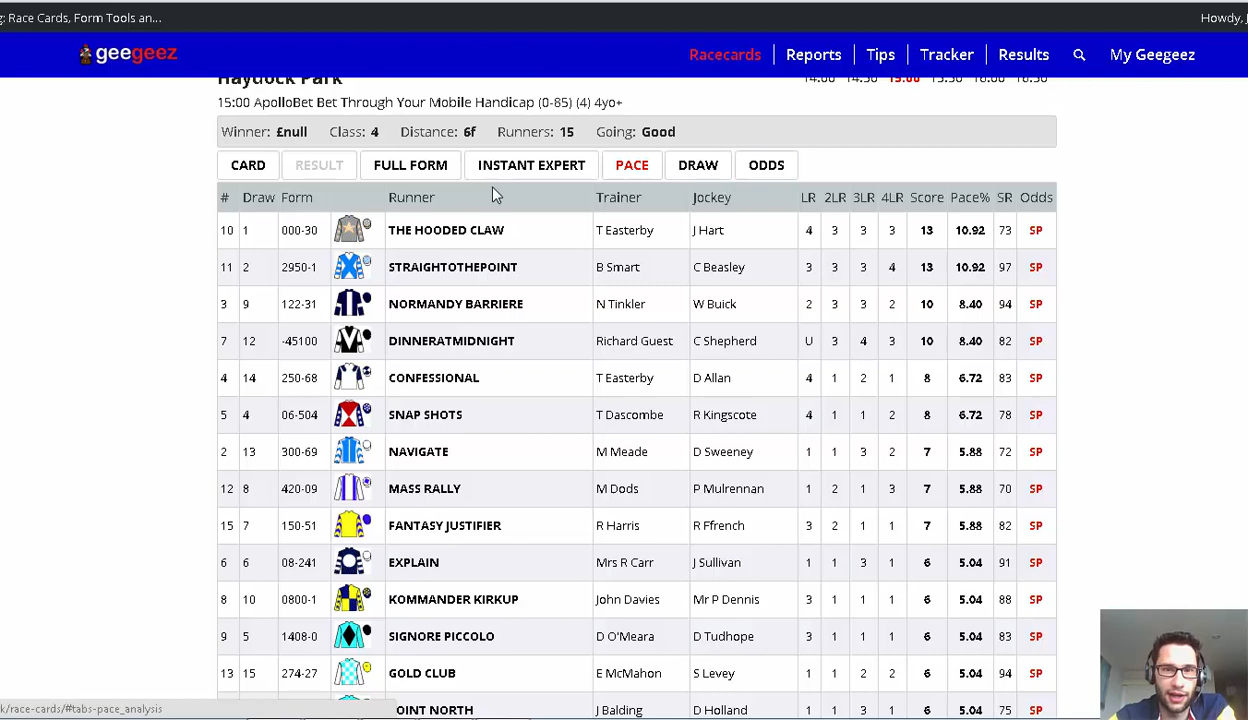 g: Race Cards, Form Tools an... Howdy, J
geegeez Racecards Reports Tips Tracker Results My Geegeez
Haydock Park 14:00 14:30 15:00 15:30 16:00 16:30
15:00 ApolloBet Bet Through Your Mobile Handicap (0-85) (4) 4yo+
Winner: £null Class: 4 Distance: 6f Runners: 15 Going: Good
CARD RESULT FULL FORM INSTANT EXPERT PACE DRAW ODDS
# Draw Form Runner Trainer Jockey LR 2LR 3LR 4LR Score Pace% SR Odds
10 1 000-30 THE HOODED CLAW T Easterby J Hart 4 3 3 3 13 10.92 73 SP
11 2 2950-1 STRAIGHTOTHEPOINT B Smart C Beasley 3 3 3 4 13 10.92 97 SP
3 9 122-31 NORMANDY BARRIERE N Tinkler W Buick 2 3 3 2 10 8.40 94 SP
7 12 -45100 DINNERATMIDNIGHT Richard Guest C Shepherd U 3 4 3 10 8.40 82 SP
4 14 250-68 CONFESSIONAL T Easterby D Allan 4 1 2 1 8 6.72 83 SP
5 4 06-504 SNAP SHOTS T Dascombe R Kingscote 4 1 1 2 8 6.72 78 SP
2 13 300-69 NAVIGATE M Meade D Sweeney 1 1 3 2 7 5.88 72 SP
12 8 420-09 MASS RALLY M Dods P Mulrennan 1 2 1 3 7 5.88 70 SP
15 7 150-51 FANTASY JUSTIFIER R Harris R Ffrench 3 2 1 1 7 5.88 82 SP
6 6 08-241 EXPLAIN Mrs R Carr J Sullivan 1 1 3 1 6 5.04 91 SP
8 10 0800-1 KOMMANDER KIRKUP John Davies Mr P Dennis 3 1 1 1 6 5.04 88 SP
9 5 1408-0 SIGNORE PICCOLO D O'Meara D Tudhope 3 1 1 1 6 5.04 83 SP
13 15 274-27 GOLD CLUB E McMahon S Levey 1 1 2 2 6 5.04 94 SP
OINT NORTH J Balding D Holland 1 3 1 1 6 5.04 75 SP
k/race-cards/#tabs-pace_analysis